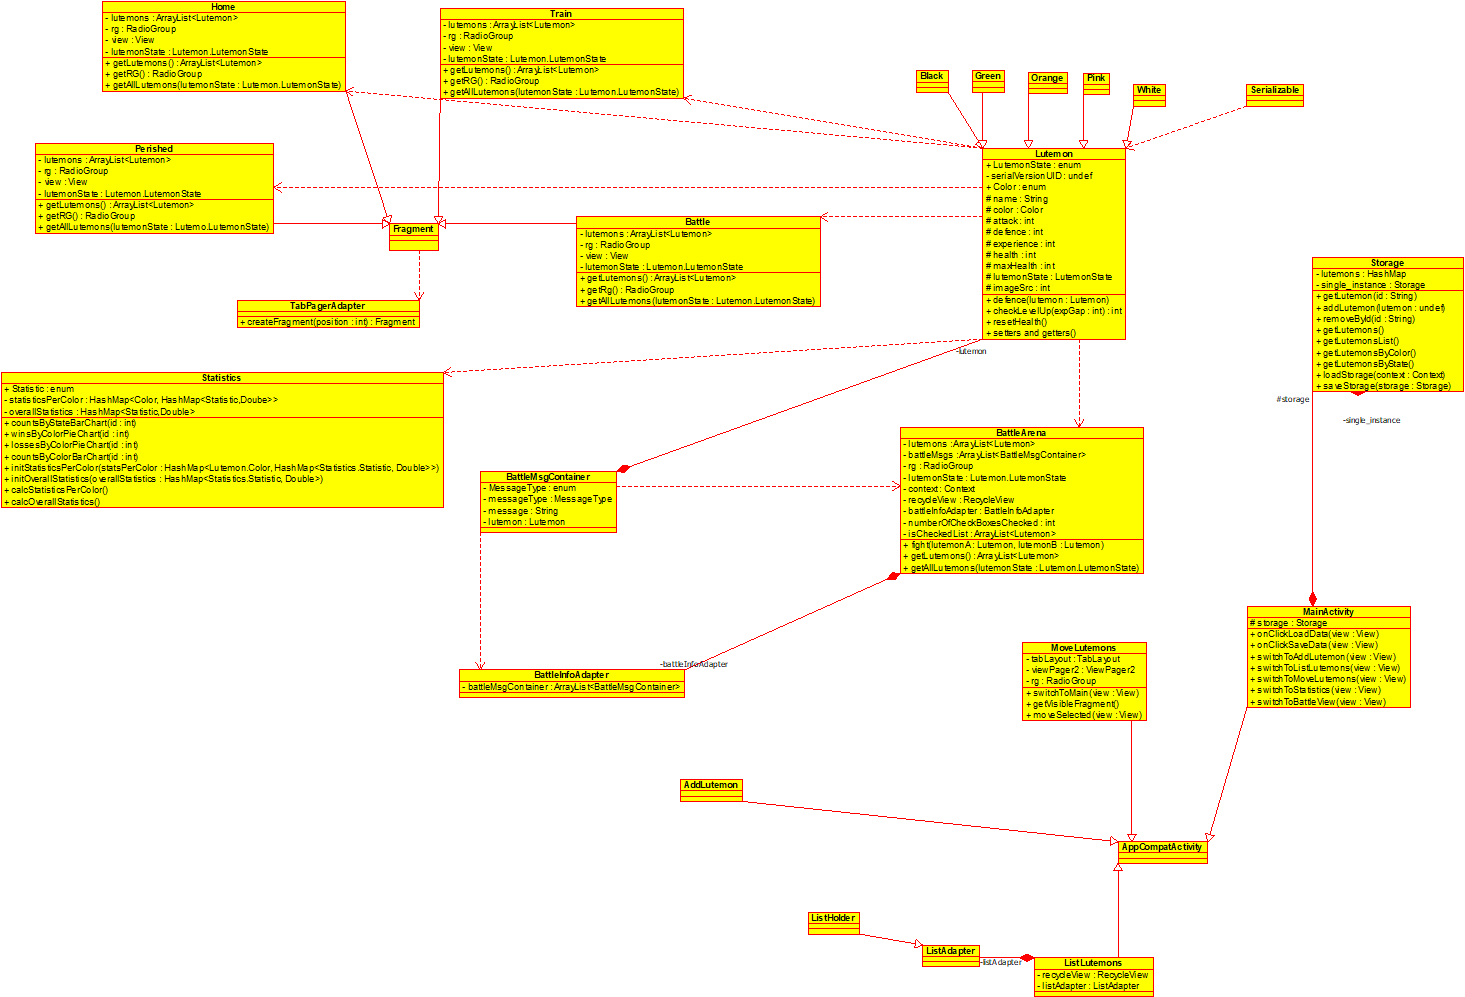 Home
- lutemons : ArrayList<Lutemon>
- rg : RadioGroup
- view : View
- lutemonState : Lutemon.LutemonState
+ getLutemons() : ArrayList<Lutemon>
+ getRG() : RadioGroup
+ getAllLutemons(lutemonState : Lutemon.LutemonState)
Train
- lutemons : ArrayList<Lutemon>
- rg : RadioGroup
- view : View
- lutemonState : Lutemon.LutemonState
+ getLutemons() : ArrayList<Lutemon>
+ getRG() : RadioGroup
+ getAllLutemons(lutemonState : Lutemon.LutemonState)
Black
Green
Orange
Pink
White
Serializable
Perished
- lutemons : ArrayList<Lutemon>
- rg : RadioGroup
- view : View
- lutemonState : Lutemon.LutemonState
+ getLutemons() : ArrayList<Lutemon>
+ getRG() : RadioGroup
+ getAllLutemons(lutemonState : Lutemo.LutemonState)
Lutemon
+ LutemonState : enum
- serialVersionUID : undef
+ Color : enum
# name : String
# color : Color
# attack : int
# defence : int
# experience : int
# health : int
# maxHealth : int
# lutemonState : LutemonState
# imageSrc : int
+ defence(lutemon : Lutemon)
+ checkLevelUp(expGap : int) : int
+ resetHealth()
+ setters and getters()
Fragment
Battle
- lutemons : ArrayList<Lutemon>
- rg : RadioGroup
- view : View
- lutemonState : Lutemon.LutemonState
+ getLutemons() : ArrayList<Lutemon>
+ getRg() : RadioGroup
+ getAllLutemons(lutemonState : Lutemon.LutemonState)
TabPagerAdapter
+ createFragment(position : int) : Fragment
Storage
- lutemons : HashMap
- single_instance : Storage
+ getLutemon(id : String)
+ addLutemon(lutemon : undef)
+ removeById(id : String)
+ getLutemons()
+ getLutemonsList()
+ getLutemonsByColor()
+ getLutemonsByState()
+ loadStorage(context : Context)
+ saveStorage(storage : Storage)
-lutemon
#storage
-single_instance
Statistics
+ Statistic : enum
- statisticsPerColor : HashMap<Color, HashMap<Statistic,Doube>>
- overallStatistics : HashMap<Statistic,Double>
+ countsByStateBarChart(id : int)
+ winsByColorPieChart(id : int)
+ lossesByColorPieChart(id : int)
+ countsByColorBarChart(id : int)
+ initStatisticsPerColor(statsPerColor : HashMap<Lutemon.Color, HashMap<Statistics.Statistic, Double>>)
+ initOverallStatistics(overallStatistics : HashMap<Statistics.Statistic, Double>)
+ calcStatisticsPerColor()
+ calcOverallStatistics()
BattleArena
- lutemons : ArrayList<Lutemon>
- battleMsgs : ArrayList<BattleMsgContainer>
- rg : RadioGroup
- lutemonState : Lutemon.LutemonState
- context : Context
- recycleView : RecycleView
- battleInfoAdapter : BattleInfoAdapter
- numberOfCheckBoxesChecked : int
- isCheckedList : ArrayList<Lutemon>
+ fight(lutemonA : Lutemon, lutemonB : Lutemon)
+ getLutemons() : ArrayList<Lutemon>
+ getAllLutemons(lutemonState : Lutemon.LutemonState)
BattleMsgContainer
- MessageType : enum
- messageType : MessageType
- message : String
- lutemon : Lutemon
-battleInfoAdapter
BattleInfoAdapter
- battleMsgContainer : ArrayList<BattleMsgContainer>
MainActivity
# storage : Storage
+ onClickLoadData(view : View)
+ onClickSaveData(view : View)
+ switchToAddLutemon(view : View)
+ switchToListLutemons(view : View)
+ switchToMoveLutemons(view : View)
+ switchToStatistics(view : View)
+ switchToBattleView(view : View)
MoveLutemons
- tabLayout : TabLayout
- viewPager2 : ViewPager2
- rg : RadioGroup
+ switchToMain(view : View)
+ getVisibleFragment()
+ moveSelected(view : View)
AddLutemon
AppCompatActivity
ListHolder
ListAdapter
-listAdapter
ListLutemons
- recycleView : RecycleView
- listAdapter : ListAdapter